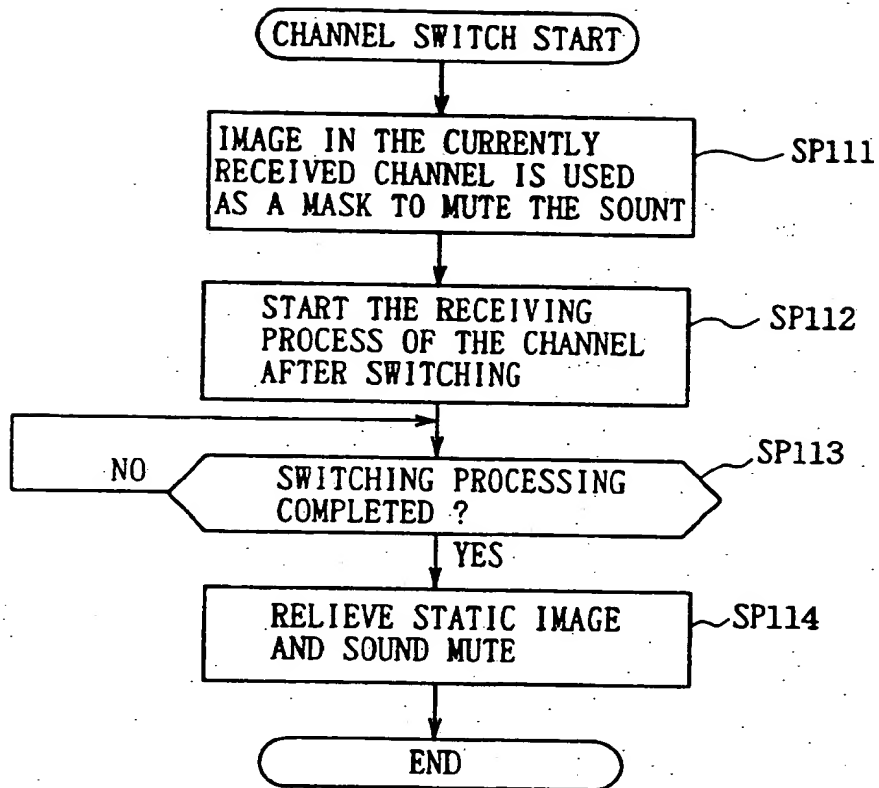 CHANNEL SWITCH START
IMAGE IN THE CURRENTLY
RECEIVED CHANNEL IS USED
AS A MASK TO MUTE THE SOUNT
SP111
START THE RECEIVING
PROCESS OF THE CHANNEL
AFTER SWITCHING
SP112
NO
SWITCHING PROCESSING
COMPLETED ?
SP113
YES
RELIEVE STATIC IMAGE
AND SOUND MUTE
SP114
END